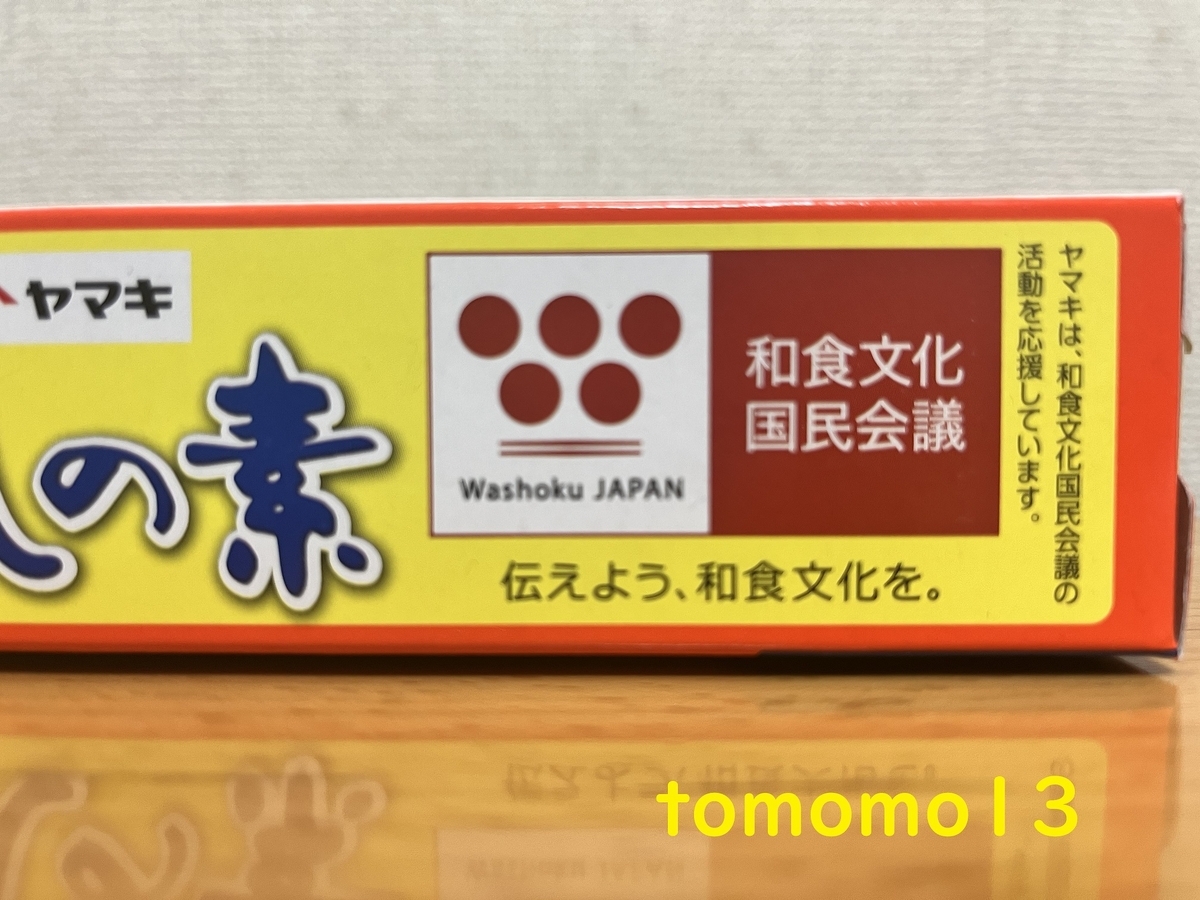 ヤマキ
の素
Washoku JAPAN
和食文化
国民会議
伝えよう、和食文化を。
ヤマキは、和食文化国民会議の
活動を応援しています。
tomomo13